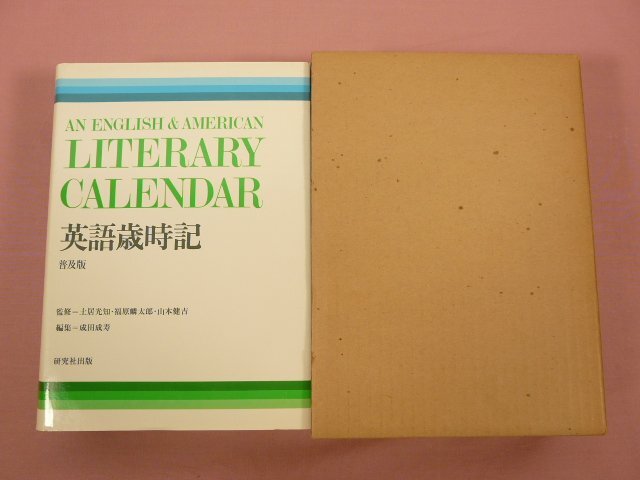 AN ENGLISH & AMERICAN
LITERARY
CALENDAR
英語歳時記
普及版
監修=土居光知・福原麟太郎・山本健吉
編集=成田成寿
研究社出版